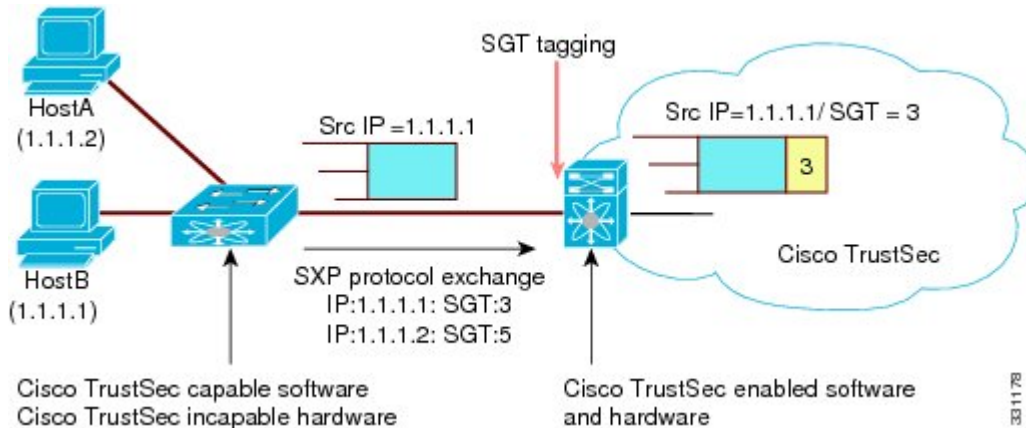 SGT tagging
HostA
(1.1.1.2)
Src IP =1.1.1.1
Src IP=1.1.1.1/ SGT = 3
3
HostB
(1.1.1.1)
SXP protocol exchange
IP:1.1.1.1: SGT:3
IP:1.1.1.2: SGT:5
Cisco TrustSec
Cisco TrustSec capable software
Cisco TrustSec incapable hardware
Cisco TrustSec enabled software
and hardware
331178